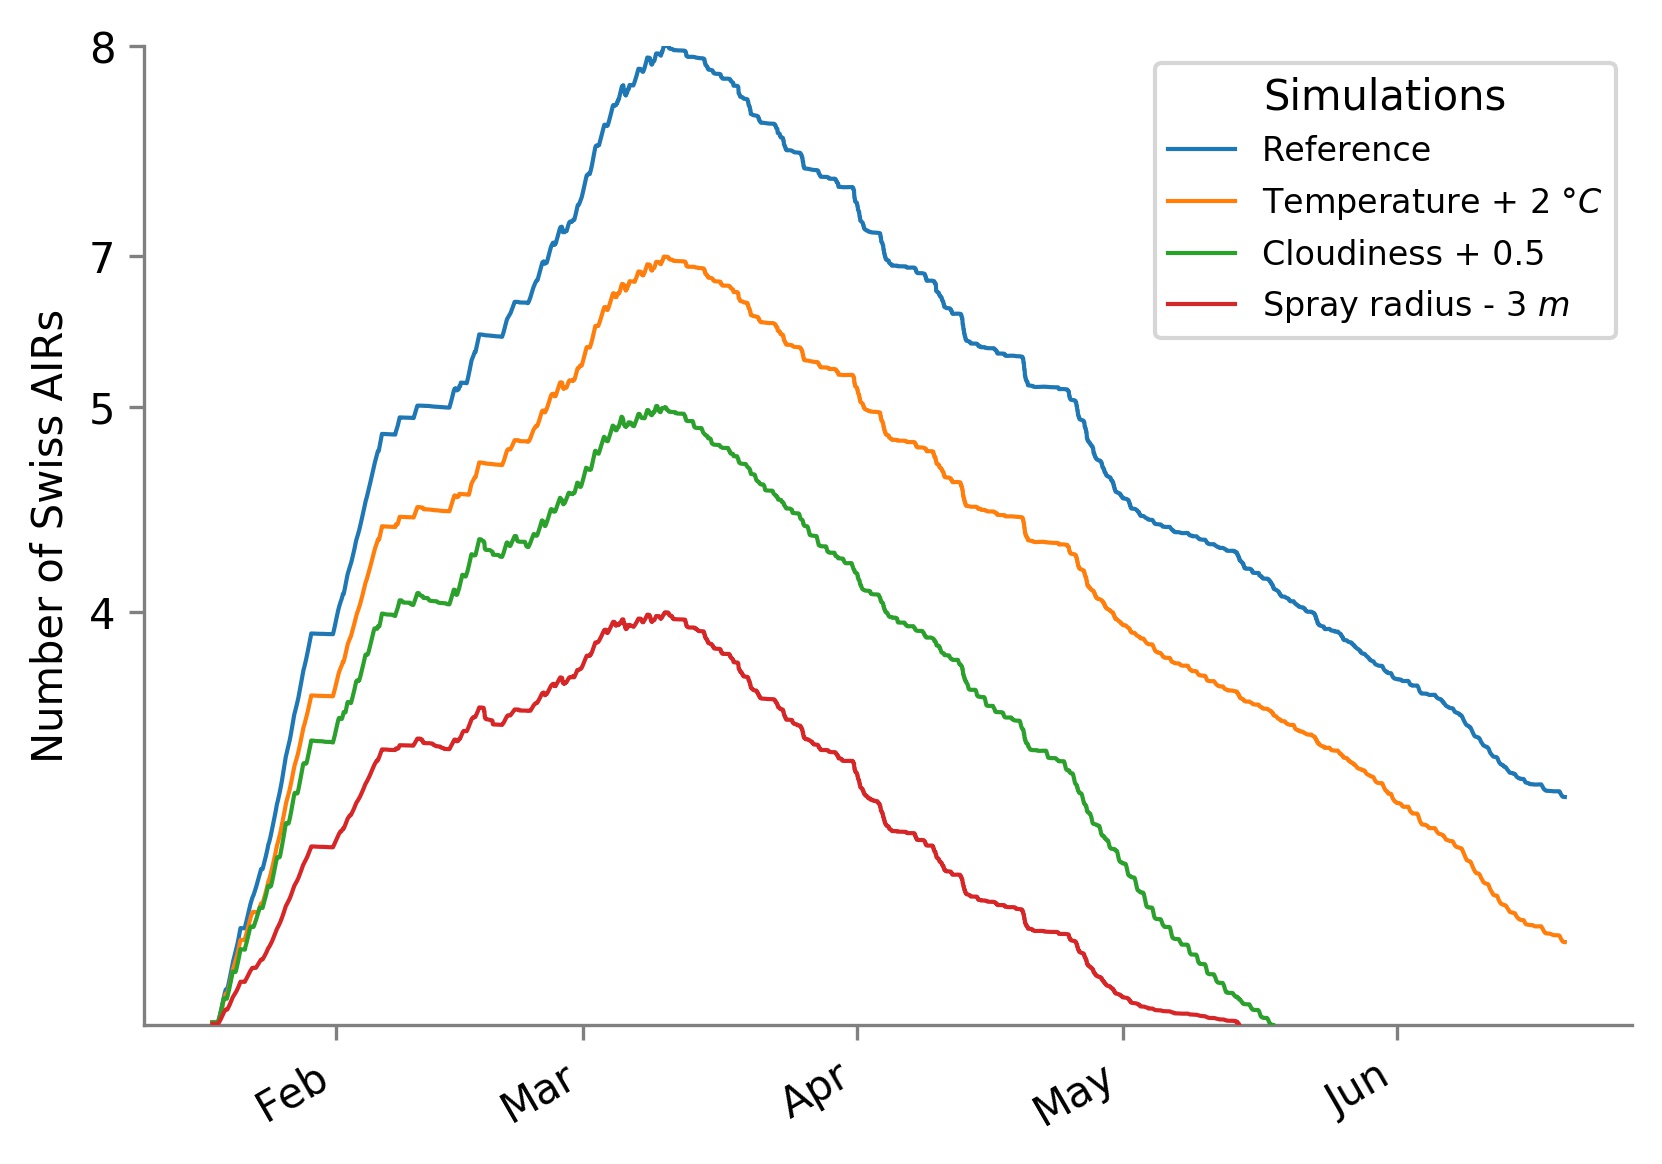 8
7
5
4
Number of Swiss AIRs
Simulations
Reference
Temperature + 2 °C
Cloudiness + 0.5
Spray radius - 3 m
Feb
Mar
Apr
May
Jun